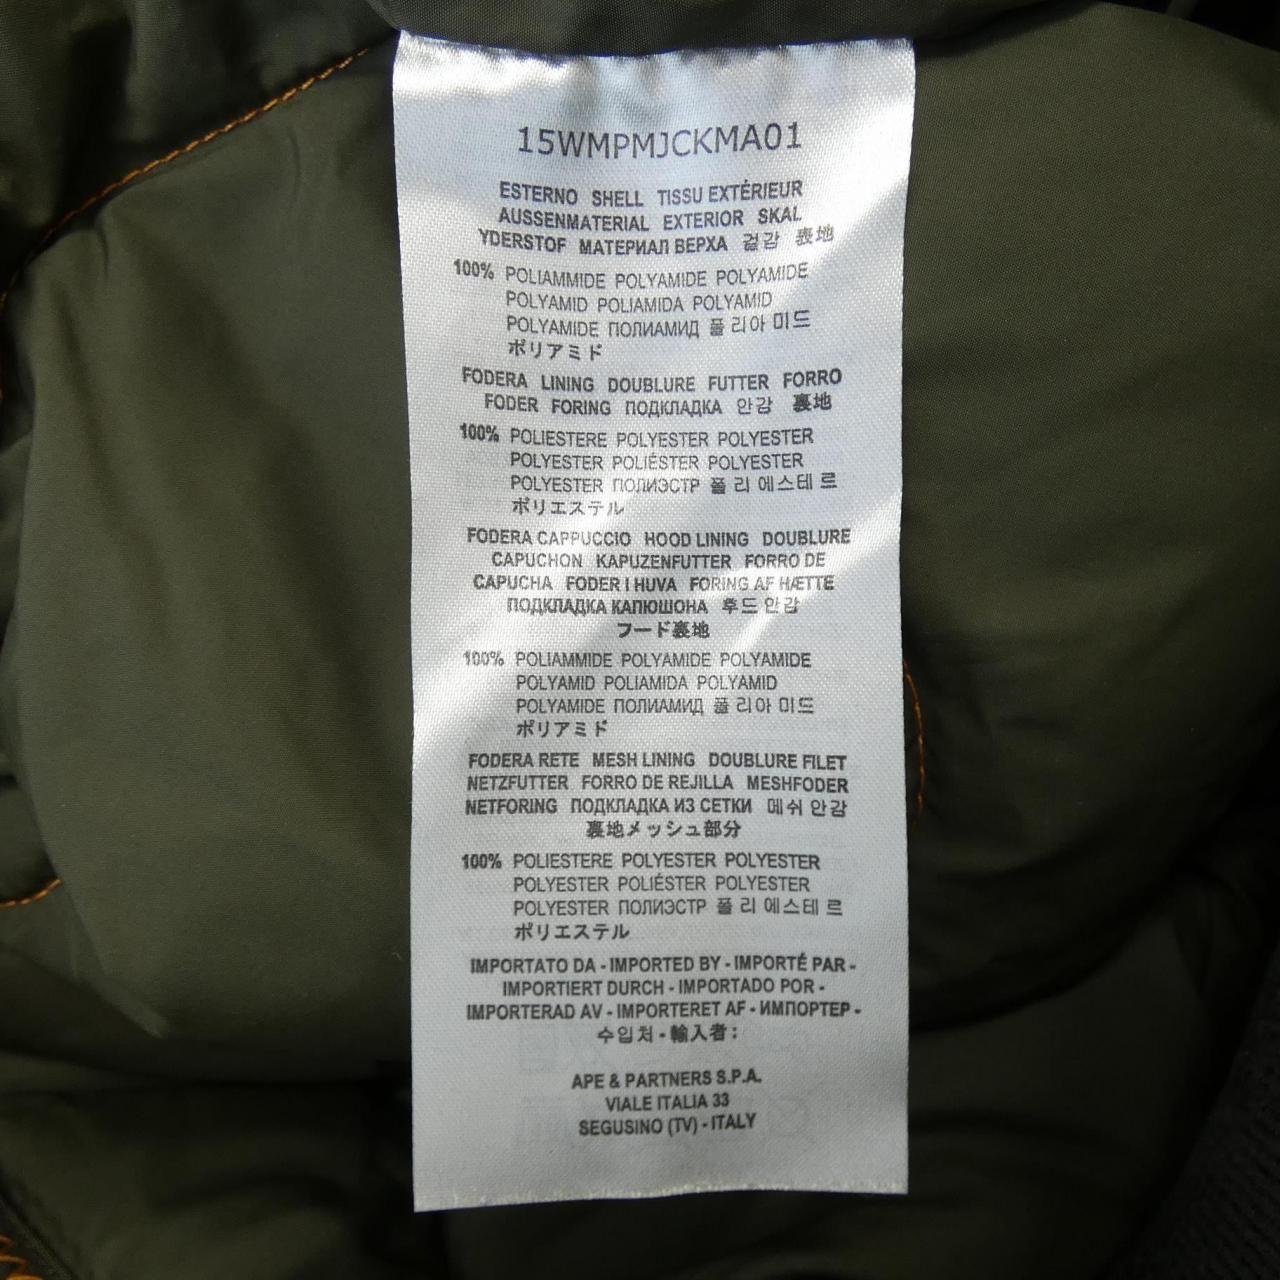 15WMPMJCKMA01
ESTERNO SHELL TISSU EXTÉRIEUR
AUSSENMATERIAL EXTERIOR SKAL
YDERSTOF МАТЕРИАЛ ВЕРХА 겉감 表地
100% POLIAMMIDE POLYAMIDE POLYAMIDE
POLYAMID POLIAMIDA POLYAMID
POLYAMIDE ПОЛИАМИД 폴리아미드
ポリアミド
FODERA LINING DOUBLURE FUTTER FORRO
FODER FORING ПОДКЛАДКА 안감 裏地
100% POLIESTERE POLYESTER POLYESTER
POLYESTER POLIÉSTER POLYESTER
POLYESTER ПОЛИЭСТР 폴리에스테르
ポリエステル
FODERA CAPPUCCIO HOOD LINING DOUBLURE
CAPUCHON KAPUZENFUTTER FORRO DE
CAPUCHA FODER I HUVA FORING AF HÆTTE
ПОДКЛАДКА КАПЮШОНА 후드안감
フード裏地
100% POLIAMMIDE POLYAMIDE POLYAMIDE
POLYAMID POLIAMIDA POLYAMID
POLYAMIDE ПОЛИАМИД 폴리아미드
ポリアミド
FODERA RETE MESH LINING DOUBLURE FILET
NETZFUTTER FORRO DE REJILLA MESHFODER
NETFORING ПОДКЛАДКА ИЗ СЕТКИ 메쉬안감
裏地メッシュ部分
100% POLIESTERE POLYESTER POLYESTER
POLYESTER POLIÉSTER POLYESTER
POLYESTER ПОЛИЭСТР 폴리에스테르
ポリエステル
IMPORTATO DA - IMPORTED BY - IMPORTÉ PAR -
IMPORTIERT DURCH - IMPORTADO POR -
IMPORTERAD AV - IMPORTERET AF - ИМПОРТЕР -
수입처 - 輸入者 :
APE & PARTNERS S.P.A.
VIALE ITALIA 33
SEGUSINO (TV) - ITALY